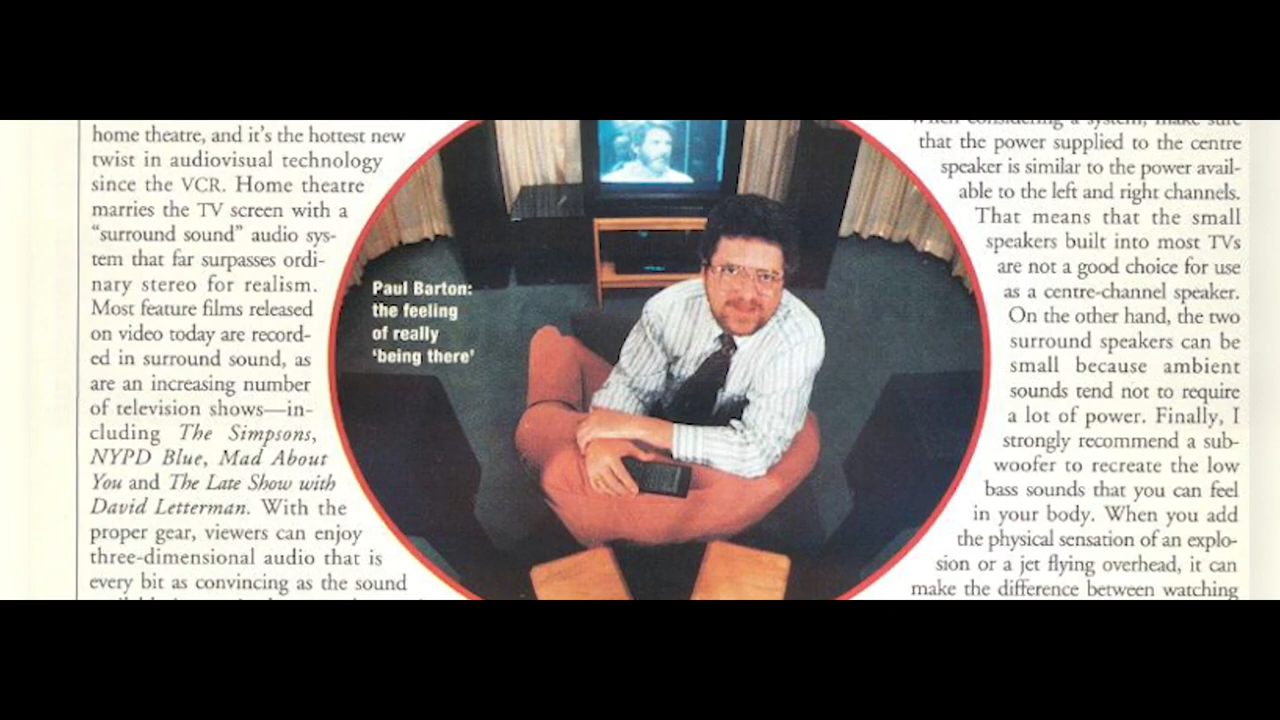 home theatre, and it's the hottest new
twist in audiovisual technology
since the VCR. Home theatre
marries the TV screen with a
“surround sound” audio sys-
tem that far surpasses ordi-
nary stereo for realism.
Most feature films released
on video today are record-
ed in surround sound, as
are an increasing number
of television shows—in-
cluding The Simpsons,
NYPD Blue, Mad About
You and The Late Show with
David Letterman. With the
proper gear, viewers can enjoy
three-dimensional audio that is
every bit as convincing as the sound
Paul Barton:
the feeling
of really
‘being there’
when considering a system, make sure
that the power supplied to the centre
speaker is similar to the power avail-
able to the left and right channels.
That means that the small
speakers built into most TVs
are not a good choice for use
as a centre-channel speaker.
On the other hand, the two
surround speakers can be
small because ambient
sounds tend not to require
a lot of power. Finally, I
strongly recommend a sub-
woofer to recreate the low
bass sounds that you can feel
in your body. When you add
the physical sensation of an explo-
sion or a jet flying overhead, it can
make the difference between watching